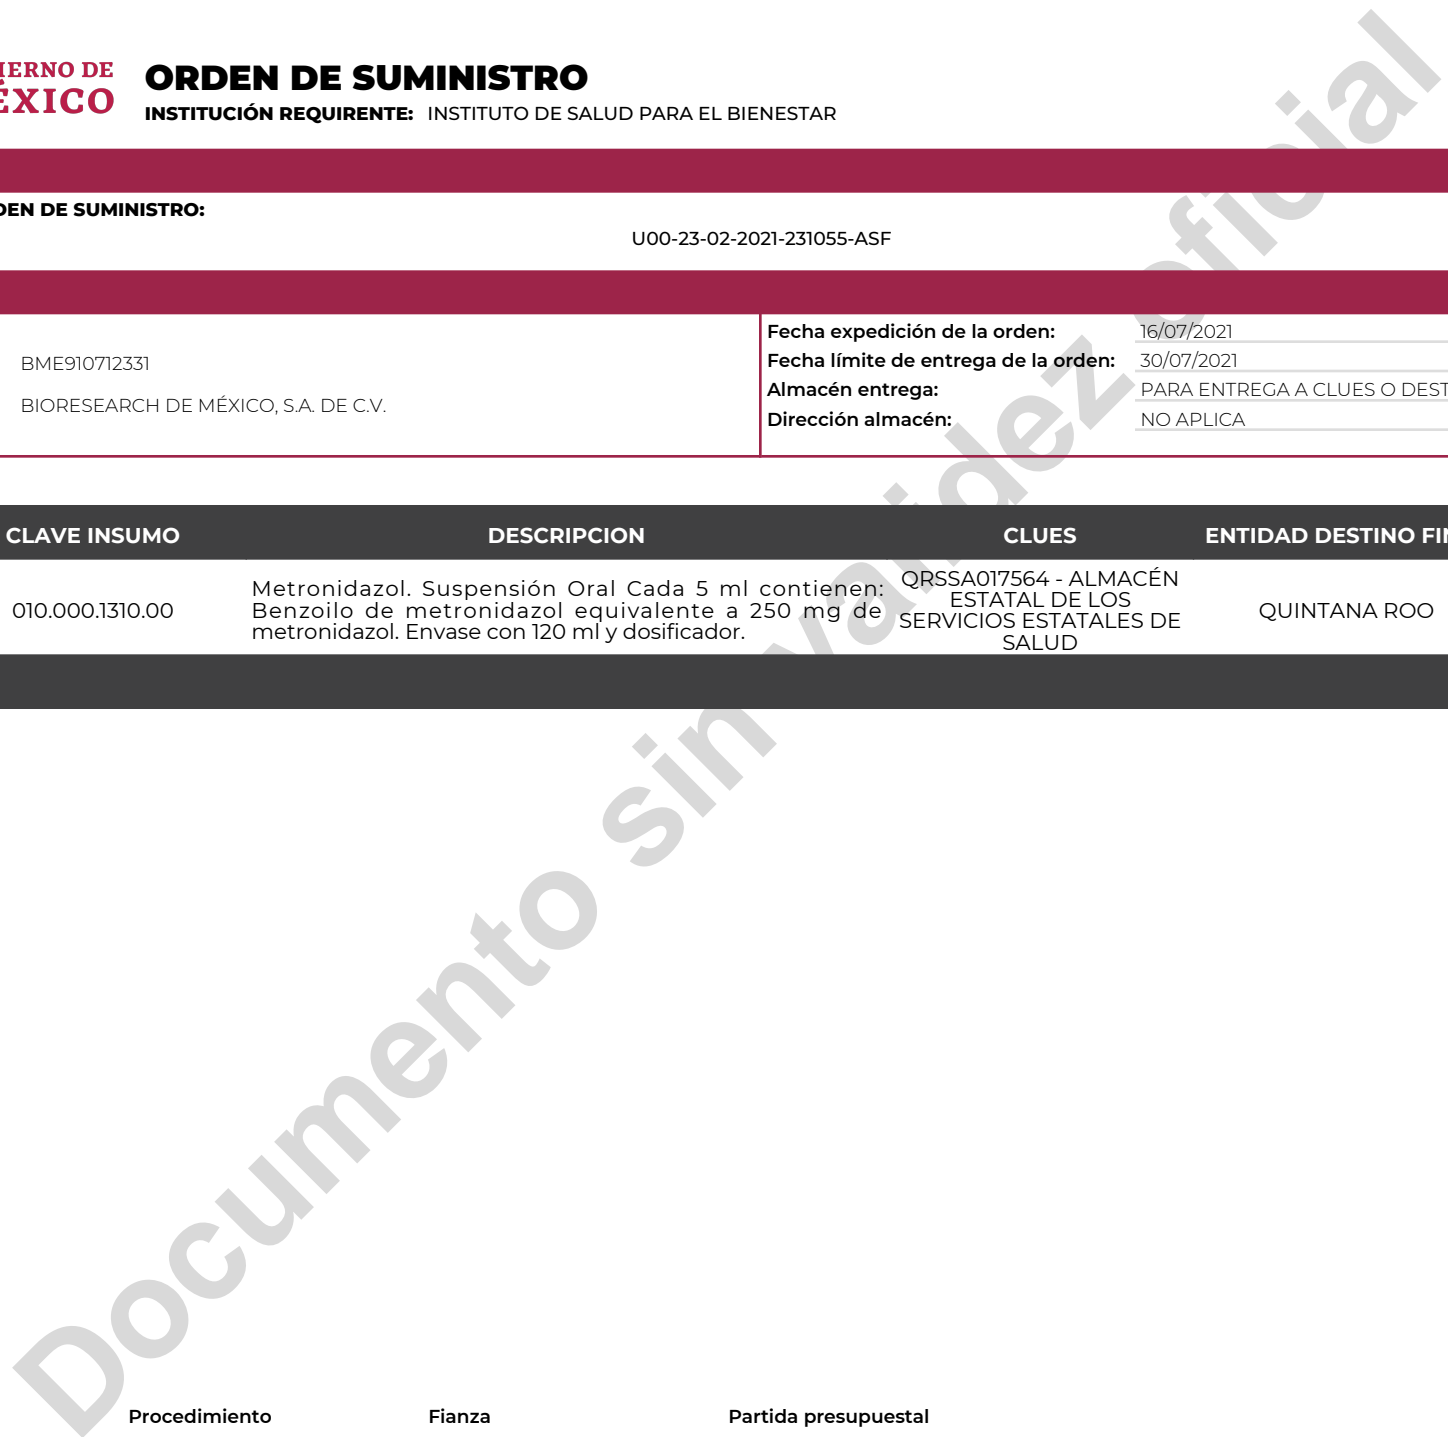 IERNO DE
ÉXICO
ORDEN DE SUMINISTRO
INSTITUCIÓN REQUIRENTE: INSTITUTO DE SALUD PARA EL BIENESTAR
DEN DE SUMINISTRO:
U00-23-02-2021-231055-ASF
BME910712331
BIORESEARCH DE MÉXICO, S.A. DE C.V.
Fecha expedición de la orden: 16/07/2021
Fecha límite de entrega de la orden: 30/07/2021
Almacén entrega: PARA ENTREGA A CLUES O DEST
Dirección almacén: NO APLICA
CLAVE INSUMO DESCRIPCION CLUES ENTIDAD DESTINO FIN
010.000.1310.00
Metronidazol. Suspensión Oral Cada 5 ml contienen:
Benzoilo de metronidazol equivalente a 250 mg de
metronidazol. Envase con 120 ml y dosificador.
QRSSA017564 - ALMACÉN
ESTATAL DE LOS
SERVICIOS ESTATALES DE
SALUD
QUINTANA ROO
Documento sin validez oficial
Procedimiento Fianza Partida presupuestal